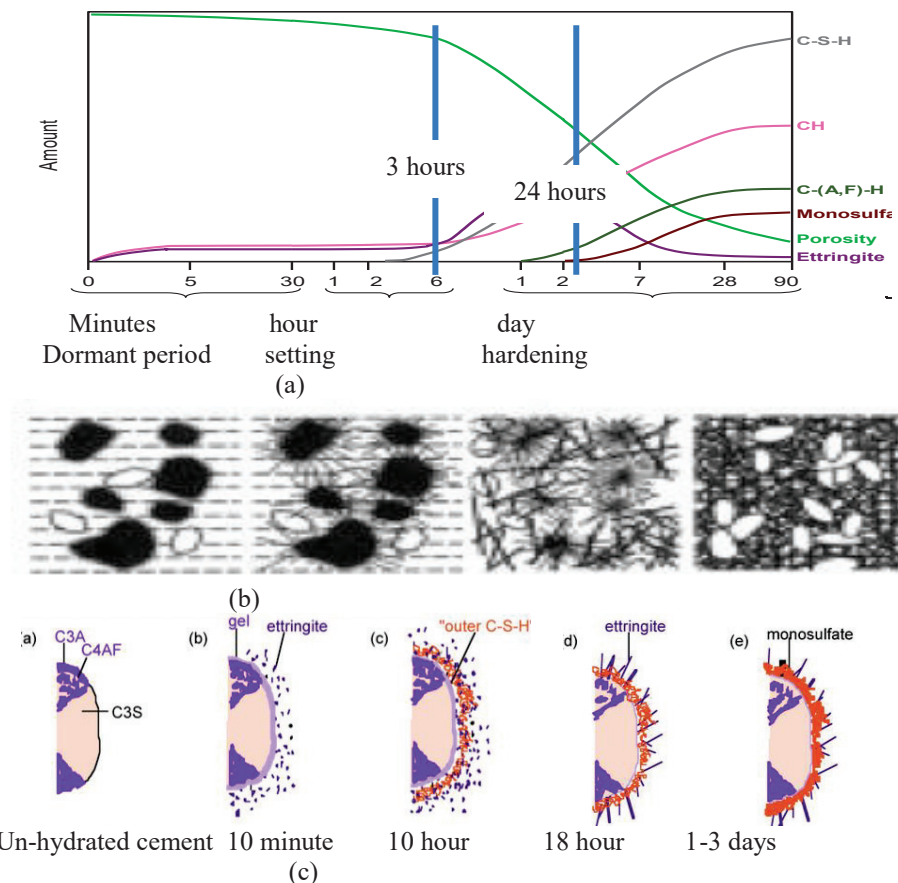 Amount
C-S-H
CH
3 hours
24 hours
C-(A,F)-H
Monosulfa
Porosity
Ettringite
0 5 30 1 2 6 1 2 7 28 90
Minutes hour day
Dormant period setting hardening
(a)
(b)
(a) (b) (c) d) (e)
C3A gel ettringite "outer C-S-H" ettringite monosulfate
C4AF
C3S
Un-hydrated cement 10 minute 10 hour 18 hour 1-3 days
(c)